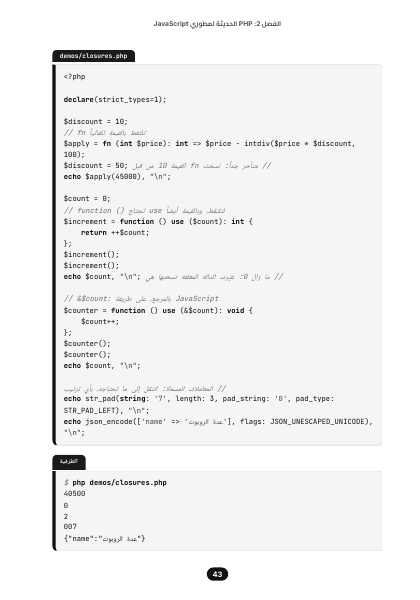 الفصل 2: PHP الحديثة لمطوري JavaScript
demos/closures.php
<?php
declare(strict_types=1);
$discount = 10;
// fn تلتقط بالقيمة تلقائياً
$apply = fn (int $price): int => $price - intdiv($price * $discount,
100);
$discount = 50; // متأخر جداً: نسخت fn القيمة 10 من قبل
echo $apply(45000), "\n";
$count = 0;
// function () تحتاج use لتلتقط، وبالقيمة أيضاً
$increment = function () use ($count): int {
return ++$count;
};
$increment();
$increment();
echo $count, "\n"; // ما زال 0: غيّرت الدالة المغلقة نسختها هي
// &$count: بالمرجع، على طريقة JavaScript
$counter = function () use (&$count): void {
$count++;
};
$counter();
$counter();
echo $count, "\n";
// المعاملات المسماة: انتقل إلى ما تحتاجه، بأي ترتيب
echo str_pad(string: '7', length: 3, pad_string: '0', pad_type:
STR_PAD_LEFT), "\n";
echo json_encode(['name' => 'عدة الروبوت'], flags: JSON_UNESCAPED_UNICODE),
"\n";
الطرفية
$ php demos/closures.php
40500
0
2
007
{"name":"عدة الروبوت"}
43